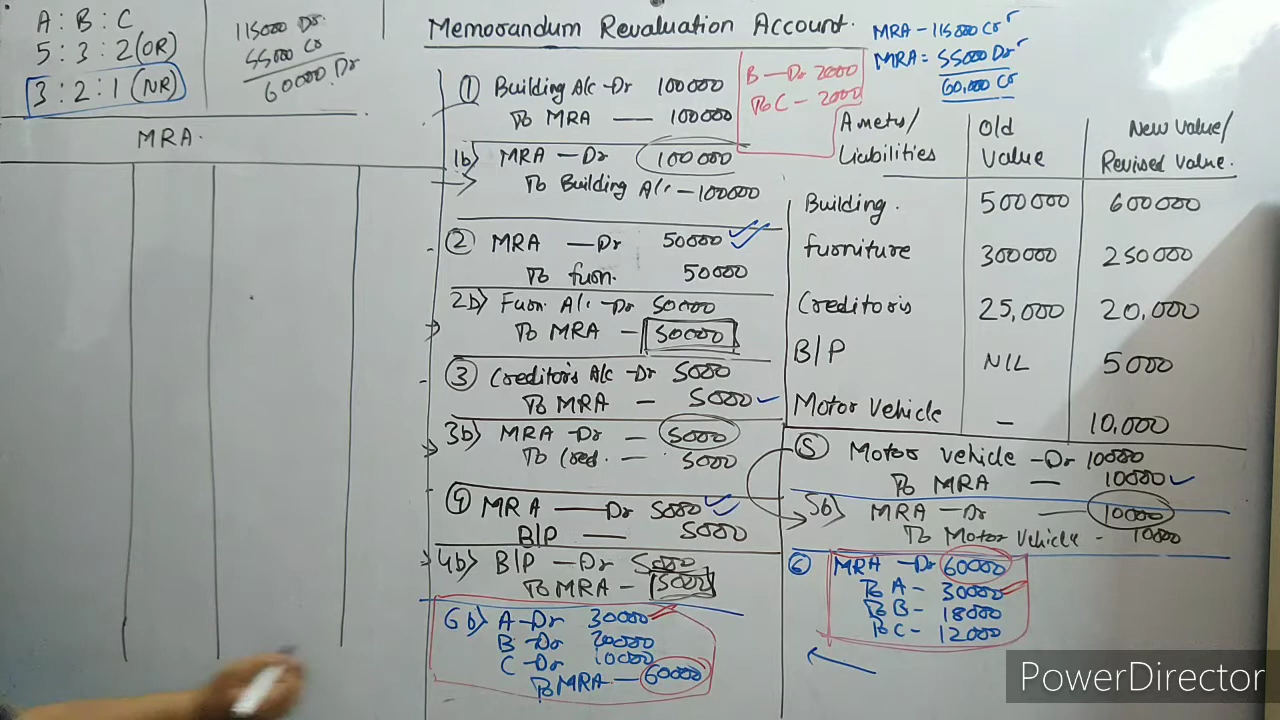 A : B : C
5 : 3 : 2 (OR)
3 : 2 : 1 (NR)
115000 Dr.
55000 Cr
60000 Dr
MRA.
Memorandum Revaluation Account.
MRA - 115000 Cr
MRA = 55000 Dr
60,000 Cr
① Building A/c - Dr 100000
To MRA — 100000
1b) MRA - Dr 100000
To Building A/c - 100000
B - Dr 2000
To C - 2000
② MRA - Dr 50000
To furn. 50000
2b) Furn A/c - Dr 50000
To MRA - 50000
③ Creditors A/c - Dr 5000
To MRA - 5000
3b) MRA - Dr - 5000
To Cred. - 5000
④ MRA — Dr 5000
B/P — 5000
4b) B/P - Dr 5000
To MRA - 5000
6b) A - Dr 30000
B - Dr 20000
C - Dr 10000
To MRA - 60000
Assets/ Liabilities | Old Value | New Value/ Revised Value.
Building. 500000 600000
furniture 300000 250000
Creditors 25,000 20,000
B/P NIL 5000
Motor Vehicle - 10,000
⑤ Motor vehicle - Dr 10000
To MRA — 10000
5b) MRA - Dr — 10000
To Motor Vehicle - 10000
⑥ MRA - Dr 60000
To A - 30000
To B - 18000
To C - 12000
PowerDirector